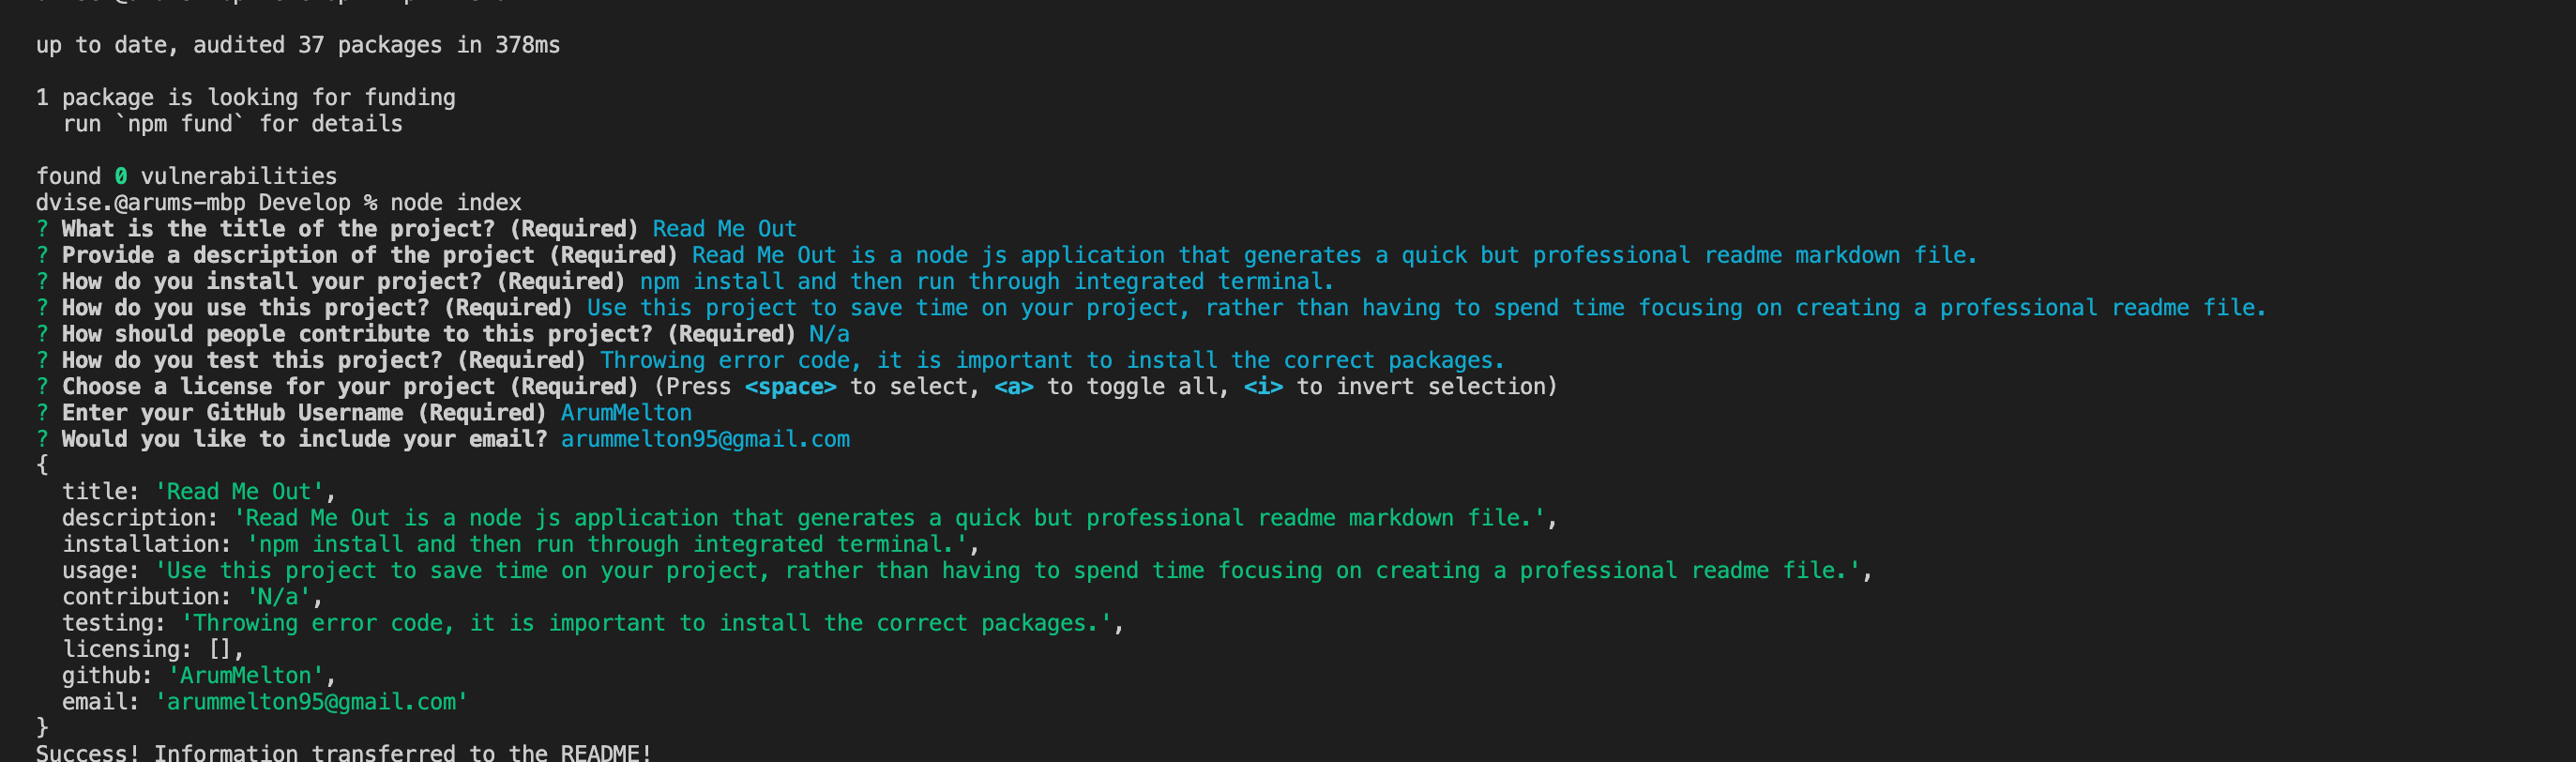 up to date, audited 37 packages in 378ms
1 package is looking for funding
  run `npm fund` for details
found 0 vulnerabilities
dvise.@arums-mbp Develop % node index
? What is the title of the project? (Required) Read Me Out
? Provide a description of the project (Required) Read Me Out is a node js application that generates a quick but professional readme markdown file.
? How do you install your project? (Required) npm install and then run through integrated terminal.
? How do you use this project? (Required) Use this project to save time on your project, rather than having to spend time focusing on creating a professional readme file.
? How should people contribute to this project? (Required) N/a
? How do you test this project? (Required) Throwing error code, it is important to install the correct packages.
? Choose a license for your project (Required) (Press <space> to select, <a> to toggle all, <i> to invert selection)
? Enter your GitHub Username (Required) ArumMelton
? Would you like to include your email? arummelton95@gmail.com
{
  title: 'Read Me Out',
  description: 'Read Me Out is a node js application that generates a quick but professional readme markdown file.',
  installation: 'npm install and then run through integrated terminal.',
  usage: 'Use this project to save time on your project, rather than having to spend time focusing on creating a professional readme file.',
  contribution: 'N/a',
  testing: 'Throwing error code, it is important to install the correct packages.',
  licensing: [],
  github: 'ArumMelton',
  email: 'arummelton95@gmail.com'
}
Success! Information transferred to the README!